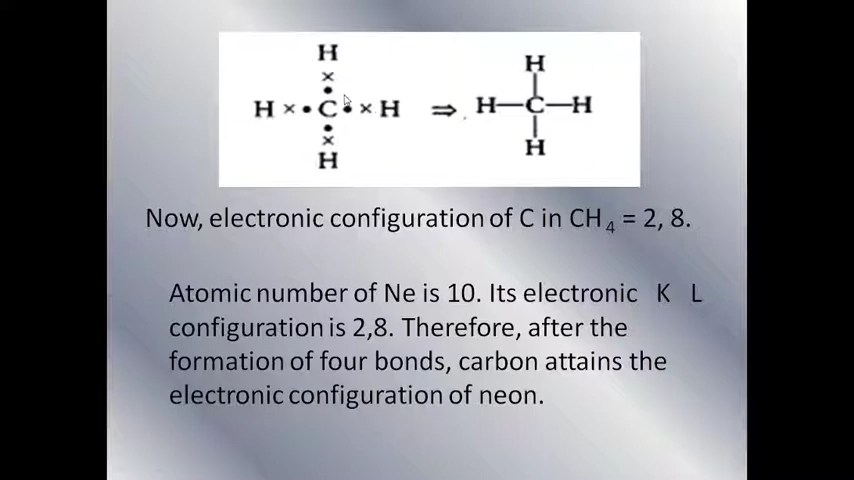 H H
× •
H × • C • × H ⇒ H—C—H
• ×
H H
Now, electronic configuration of C in CH₄ = 2, 8.
Atomic number of Ne is 10. Its electronic K L
configuration is 2,8. Therefore, after the
formation of four bonds, carbon attains the
electronic configuration of neon.